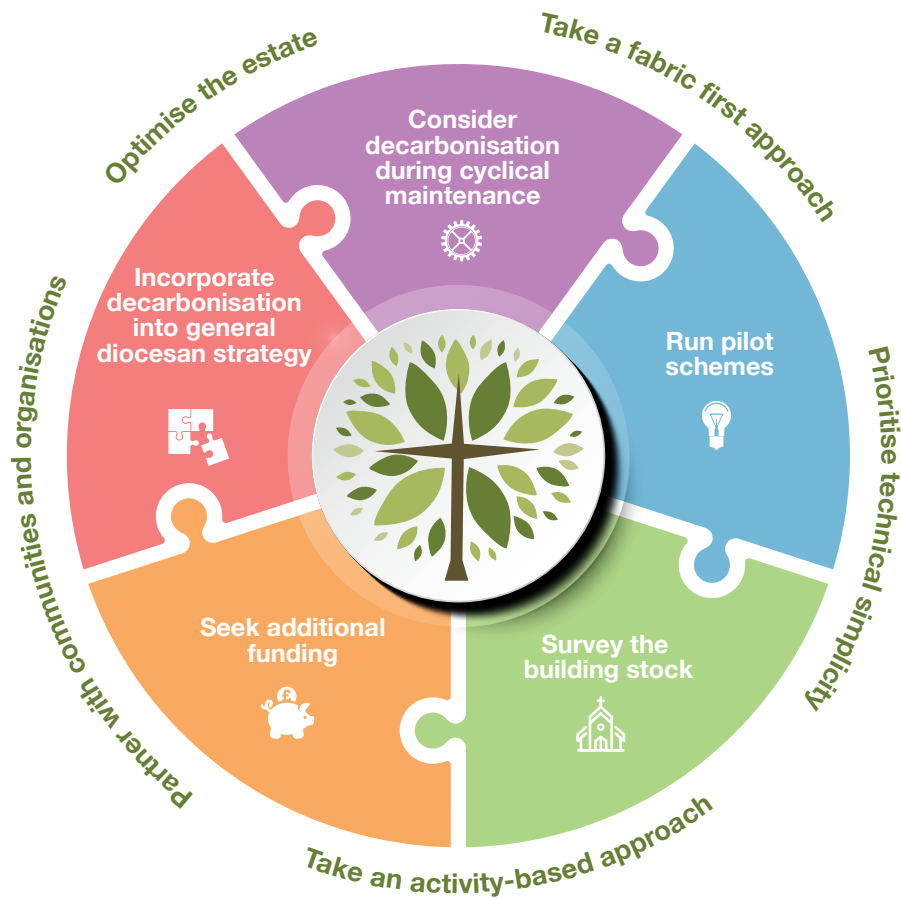 Optimise the estate
Take a fabric first approach
Prioritise technical simplicity
Take an activity-based approach
Partner with communities and organisations
Consider
decarbonisation
during cyclical
maintenance
Run pilot
schemes
Survey the
building stock
Seek additional
funding
£
Incorporate
decarbonisation
into general
diocesan strategy